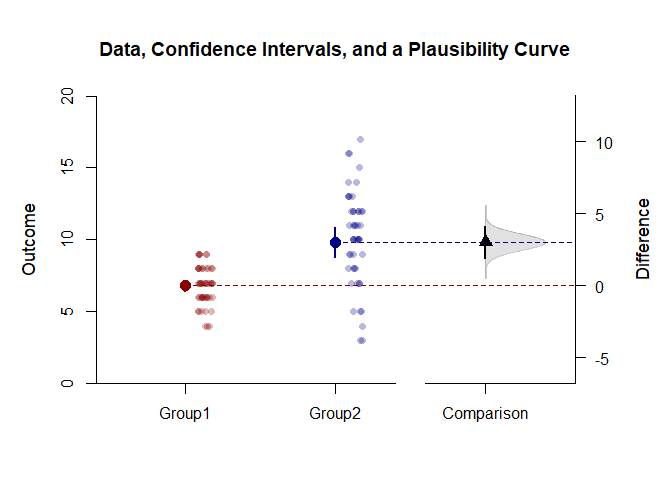 Data, Confidence Intervals, and a Plausibility Curve
20
15
10
5
0
Outcome
10
5
0
-5
Difference
Group1
Group2
Comparison